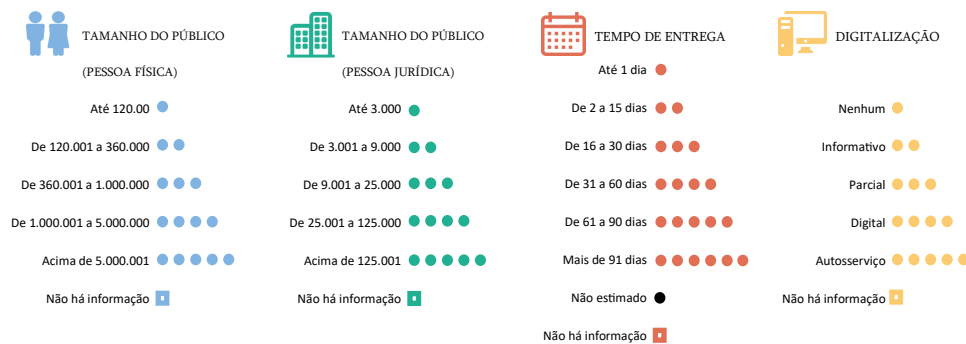 TAMANHO DO PÚBLICO
(PESSOA FÍSICA)
Até 120.00
De 120.001 a 360.000
De 360.001 a 1.000.000
De 1.000.001 a 5.000.000
Acima de 5.000.001
Não há informação
TAMANHO DO PÚBLICO
(PESSOA JURÍDICA)
Até 3.000
De 3.001 a 9.000
De 9.001 a 25.000
De 25.001 a 125.000
Acima de 125.001
Não há informação
TEMPO DE ENTREGA
Até 1 dia
De 2 a 15 dias
De 16 a 30 dias
De 31 a 60 dias
De 61 a 90 dias
Mais de 91 dias
Não estimado
Não há informação
DIGITALIZAÇÃO
Nenhum
Informativo
Parcial
Digital
Autosserviço
Não há informação